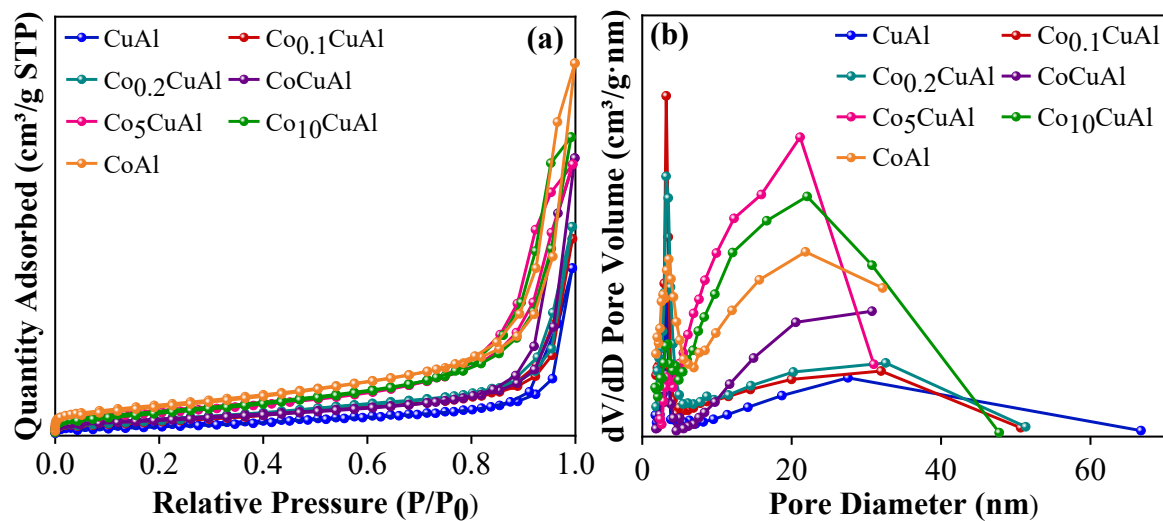 (a)
CuAl
Co0.1CuAl
Co0.2CuAl
CoCuAl
Co5CuAl
Co10CuAl
CoAl
Quantity Adsorbed (cm³/g STP)
0.0 0.2 0.4 0.6 0.8 1.0
Relative Pressure (P/P0)
(b)
CuAl
Co0.1CuAl
Co0.2CuAl
CoCuAl
Co5CuAl
Co10CuAl
CoAl
dV/dD Pore Volume (cm³/g·nm)
0 20 40 60
Pore Diameter (nm)